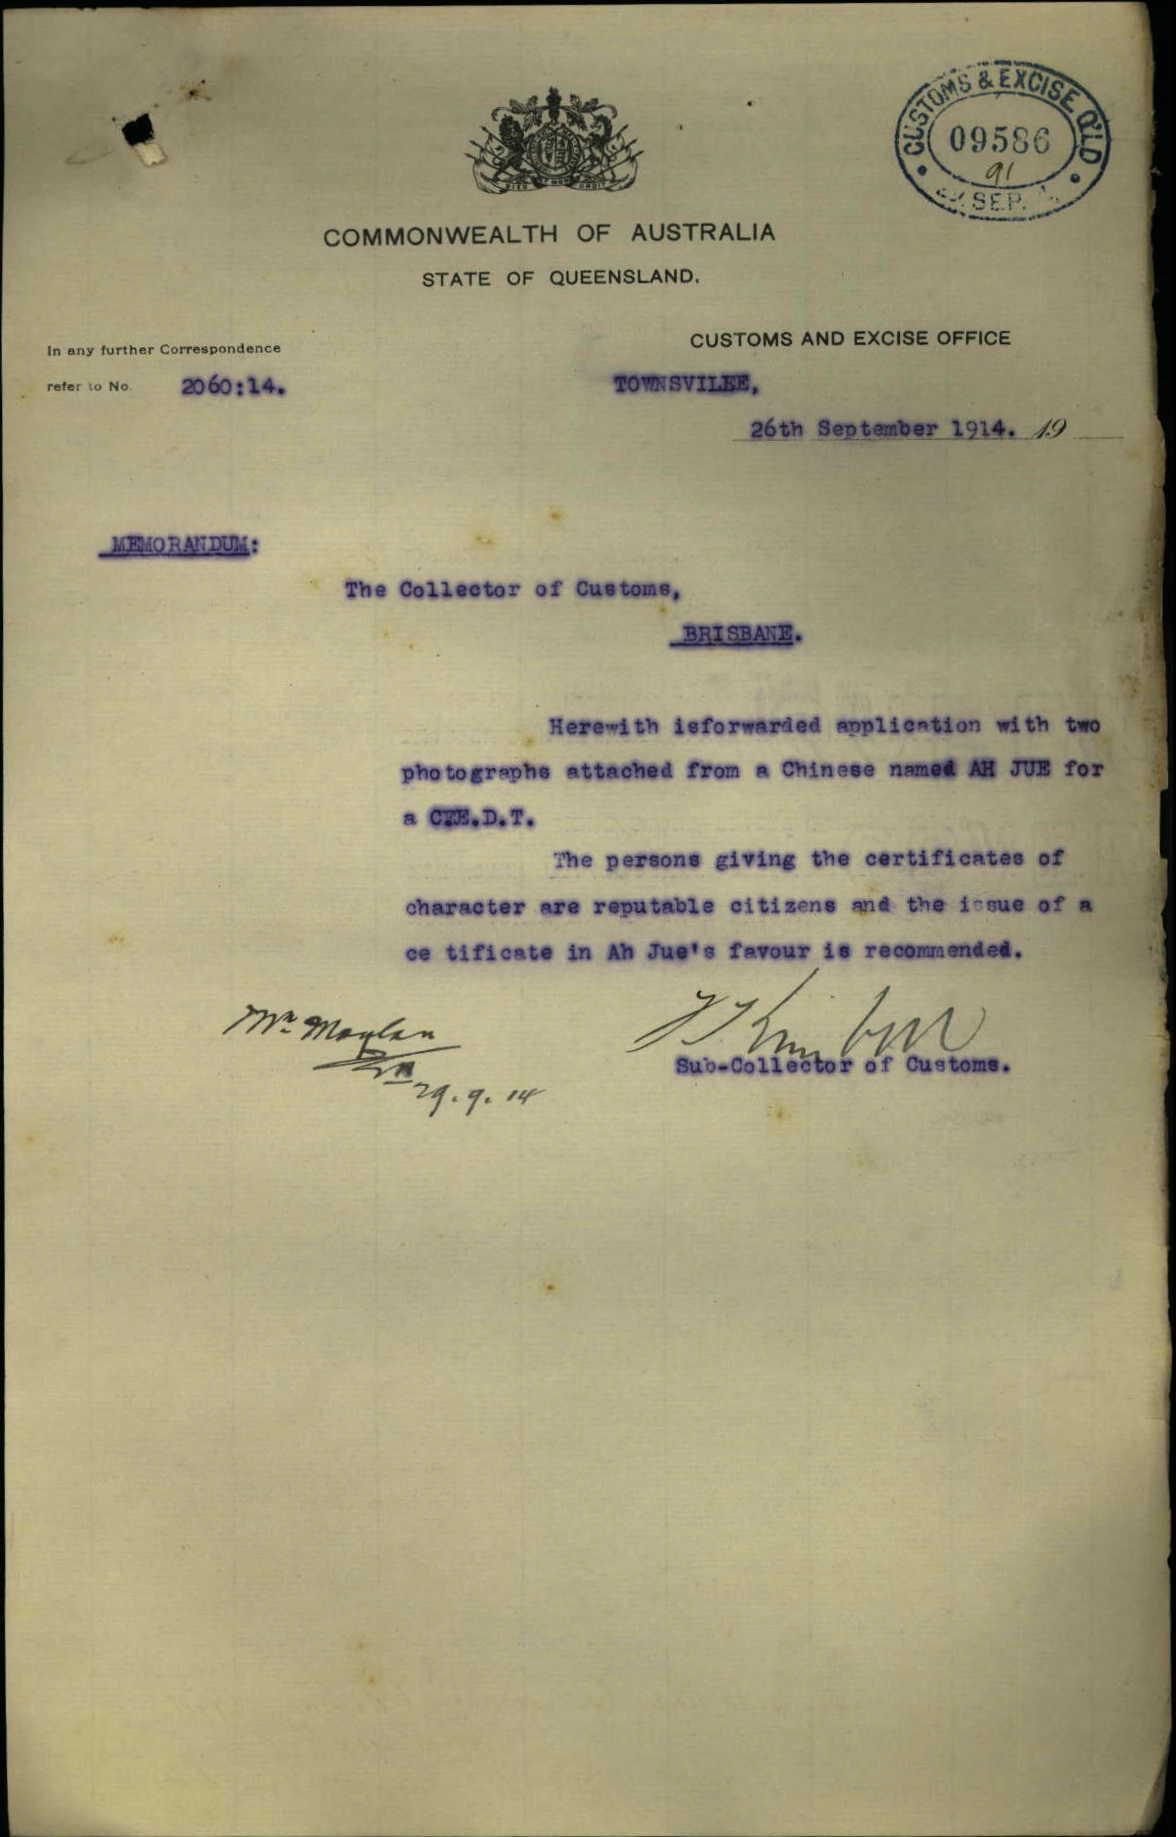 CUSTOMS & EXCISE Q'LD
09586
91
SEP.
COMMONWEALTH OF AUSTRALIA
STATE OF QUEENSLAND.
In any further Correspondence
refer to No. 2060:14.
CUSTOMS AND EXCISE OFFICE
TOWNSVILLE,
26th September 1914. 19
MEMORANDUM:
The Collector of Customs,
BRISBANE.
Herewith isforwarded application with two
photographs attached from a Chinese named AH JUE for
a C.E.D.T.
The persons giving the certificates of
character are reputable citizens and the issue of a
ce tificate in Ah Jue's favour is recommended.
Mr. Moylan
29.9.14
Sub-Collector of Customs.